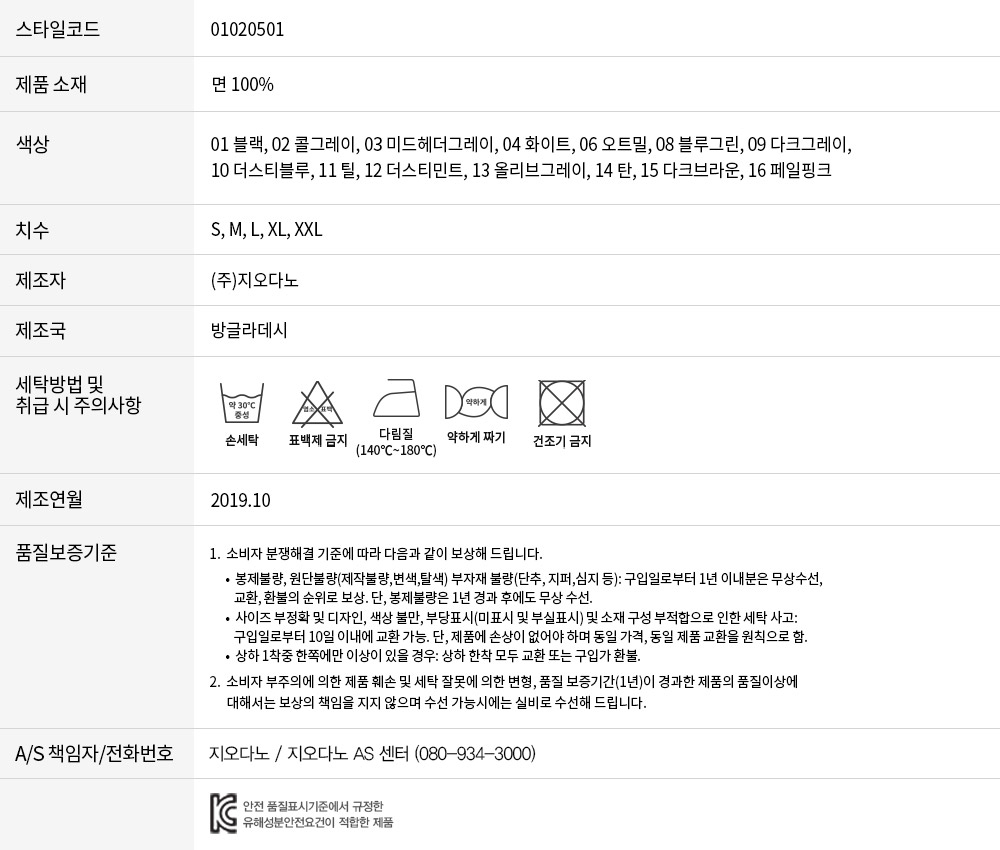 스타일코드 01020501
제품 소재 면 100%
색상 01 블랙, 02 콜그레이, 03 미드헤더그레이, 04 화이트, 06 오트밀, 08 블루그린, 09 다크그레이,
10 더스티블루, 11 틸, 12 더스티민트, 13 올리브그레이, 14 탄, 15 다크브라운, 16 페일핑크
치수 S, M, L, XL, XXL
제조자 (주)지오다노
제조국 방글라데시
세탁방법 및
취급 시 주의사항
약 30℃
중성
염소 표백
약하게
손세탁 표백제 금지 다림질 약하게 짜기 건조기 금지
(140℃~180℃)
제조연월 2019.10
품질보증기준 1. 소비자 분쟁해결 기준에 따라 다음과 같이 보상해 드립니다.
• 봉제불량, 원단불량(제작불량,변색,탈색) 부자재 불량(단추, 지퍼,심지 등): 구입일로부터 1년 이내분은 무상수선,
교환, 환불의 순위로 보상. 단, 봉제불량은 1년 경과 후에도 무상 수선.
• 사이즈 부정확 및 디자인, 색상 불만, 부당표시(미표시 및 부실표시) 및 소재 구성 부적합으로 인한 세탁 사고:
구입일로부터 10일 이내에 교환 가능. 단, 제품에 손상이 없어야 하며 동일 가격, 동일 제품 교환을 원칙으로 함.
• 상하 1착중 한쪽에만 이상이 있을 경우: 상하 한착 모두 교환 또는 구입가 환불.
2. 소비자 부주의에 의한 제품 훼손 및 세탁 잘못에 의한 변형, 품질 보증기간(1년)이 경과한 제품의 품질이상에
대해서는 보상의 책임을 지지 않으며 수선 가능시에는 실비로 수선해 드립니다.
A/S 책임자/전화번호 지오다노 / 지오다노 AS 센터 (080-934-3000)
KC 안전 품질표시기준에서 규정한
유해성분안전요건이 적합한 제품